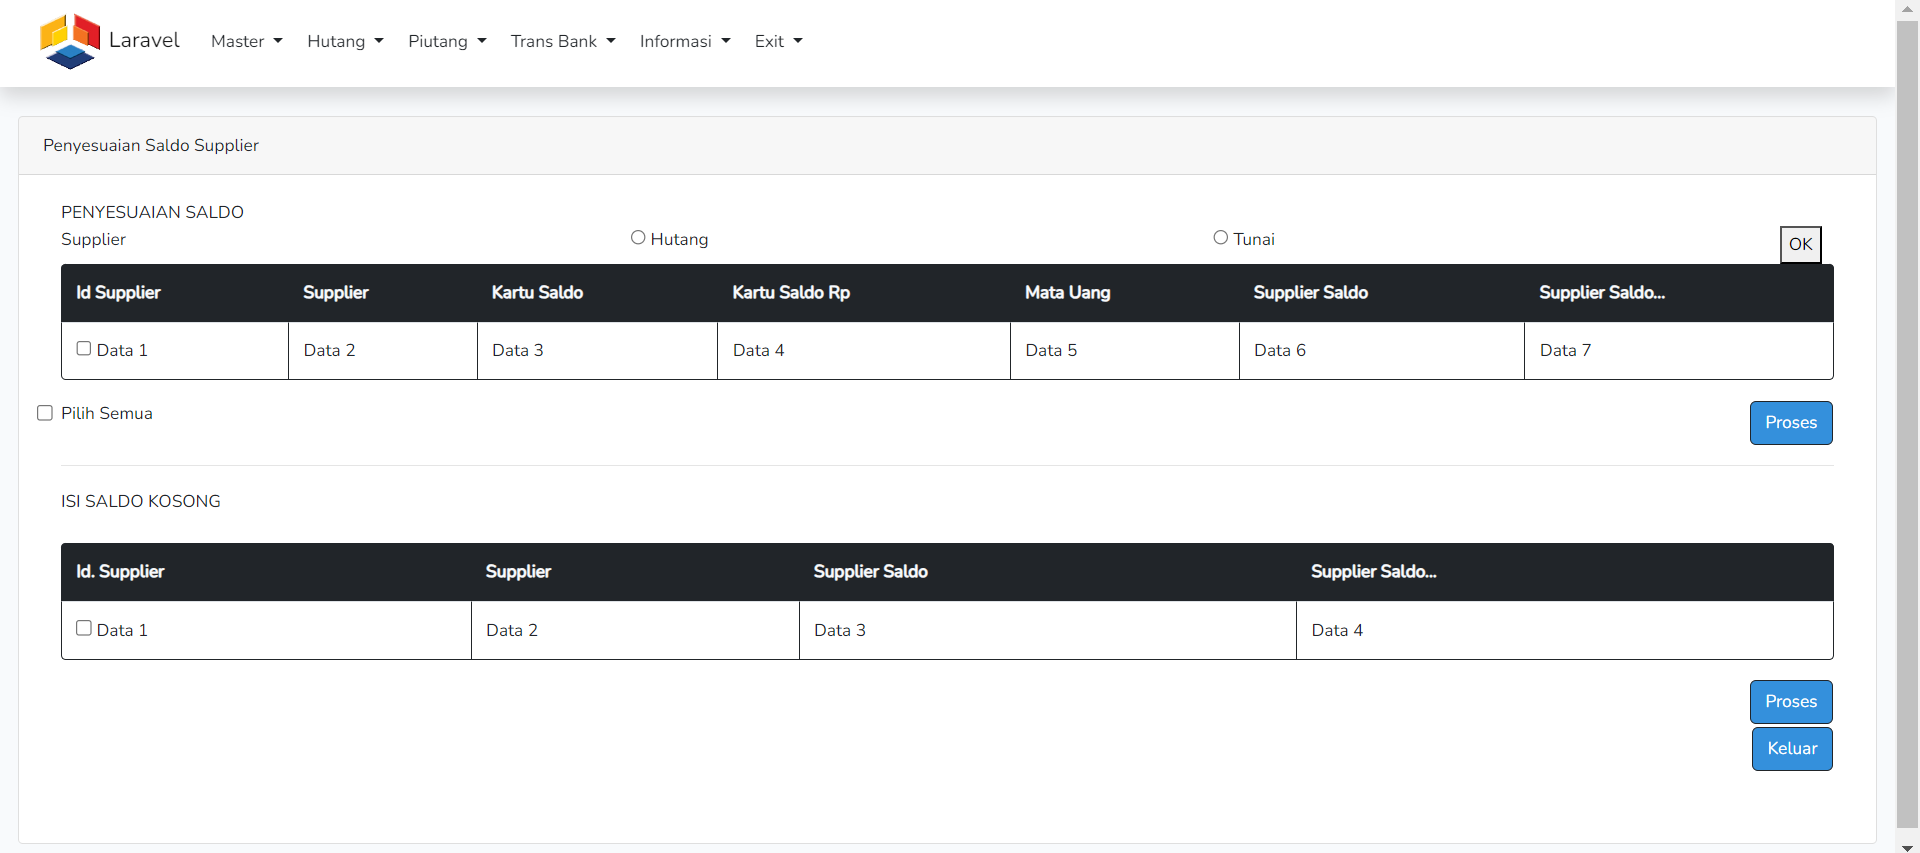 Laravel Master Hutang Piutang Trans Bank Informasi Exit
Penyesuaian Saldo Supplier
PENYESUAIAN SALDO
Supplier Hutang Tunai OK
Id Supplier Supplier Kartu Saldo Kartu Saldo Rp Mata Uang Supplier Saldo Supplier Saldo...
Data 1 Data 2 Data 3 Data 4 Data 5 Data 6 Data 7
Pilih Semua Proses
ISI SALDO KOSONG
Id. Supplier Supplier Supplier Saldo Supplier Saldo...
Data 1 Data 2 Data 3 Data 4
Proses
Keluar